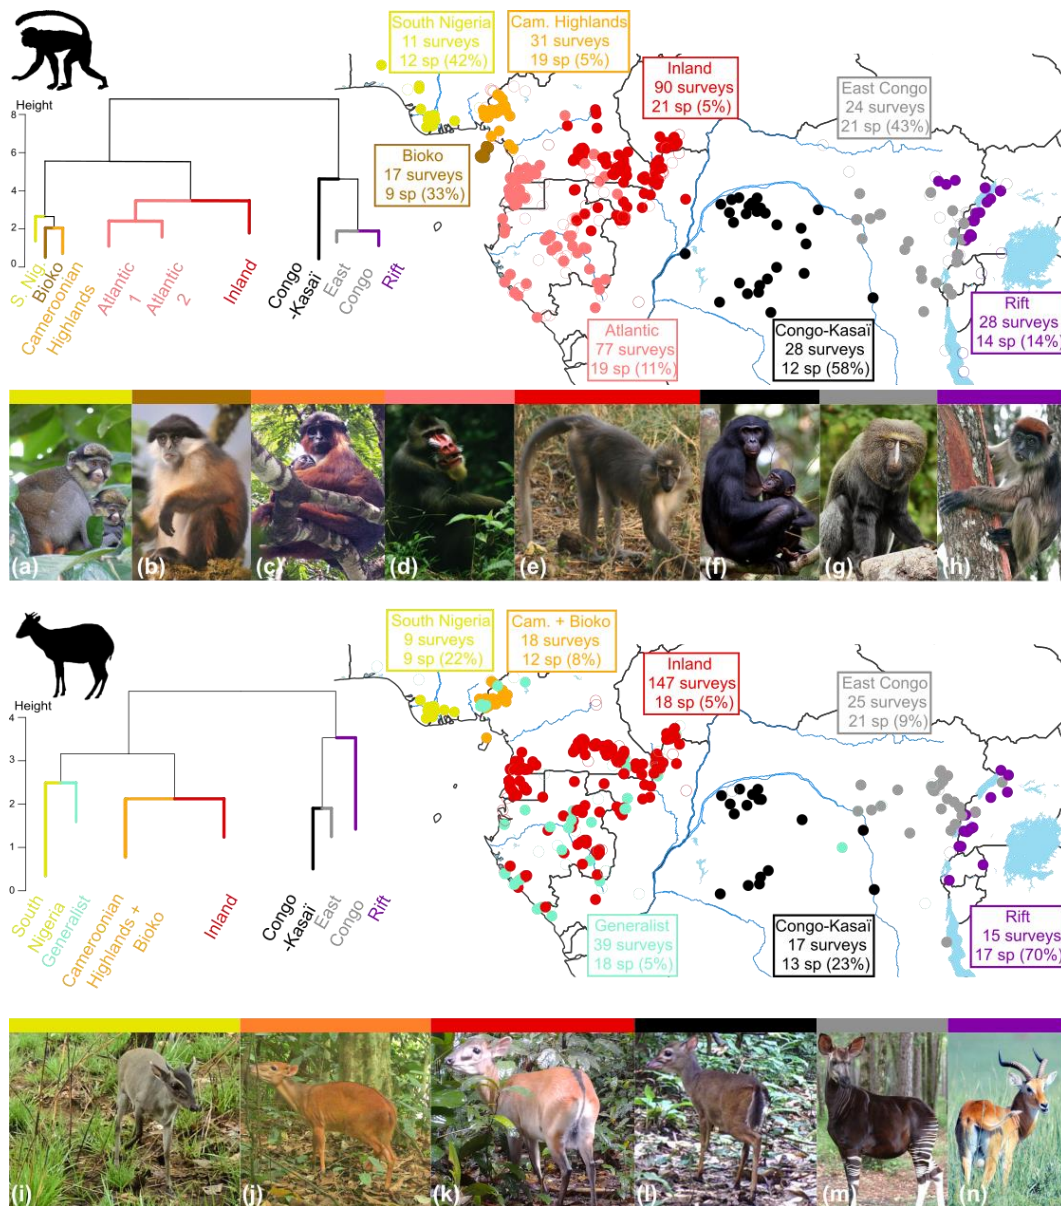 South Nigeria
11 surveys
12 sp (42%)
Cam. Highlands
31 surveys
19 sp (5%)
Inland
90 surveys
21 sp (5%)
East Congo
24 surveys
21 sp (43%)
Bioko
17 surveys
9 sp (33%)
Atlantic
77 surveys
19 sp (11%)
Congo-Kasaï
28 surveys
12 sp (58%)
Rift
28 surveys
14 sp (14%)
Height
8
6
4
2
0
S. Nig.
Bioko
Cameroonian
Highlands
Atlantic
1
Atlantic
2
Inland
Congo
-Kasaï
East
Congo
Rift
(a)
(b)
(c)
(d)
(e)
(f)
(g)
(h)
South Nigeria
9 surveys
9 sp (22%)
Cam. + Bioko
18 surveys
12 sp (8%)
Inland
147 surveys
18 sp (5%)
East Congo
25 surveys
21 sp (9%)
Generalist
39 surveys
18 sp (5%)
Congo-Kasaï
17 surveys
13 sp (23%)
Rift
15 surveys
17 sp (70%)
Height
4
3
2
1
0
South
Nigeria
Generalist
Cameroonian
Highlands +
Bioko
Inland
Congo
-Kasaï
East
Congo
Rift
(i)
(j)
(k)
(l)
(m)
(n)